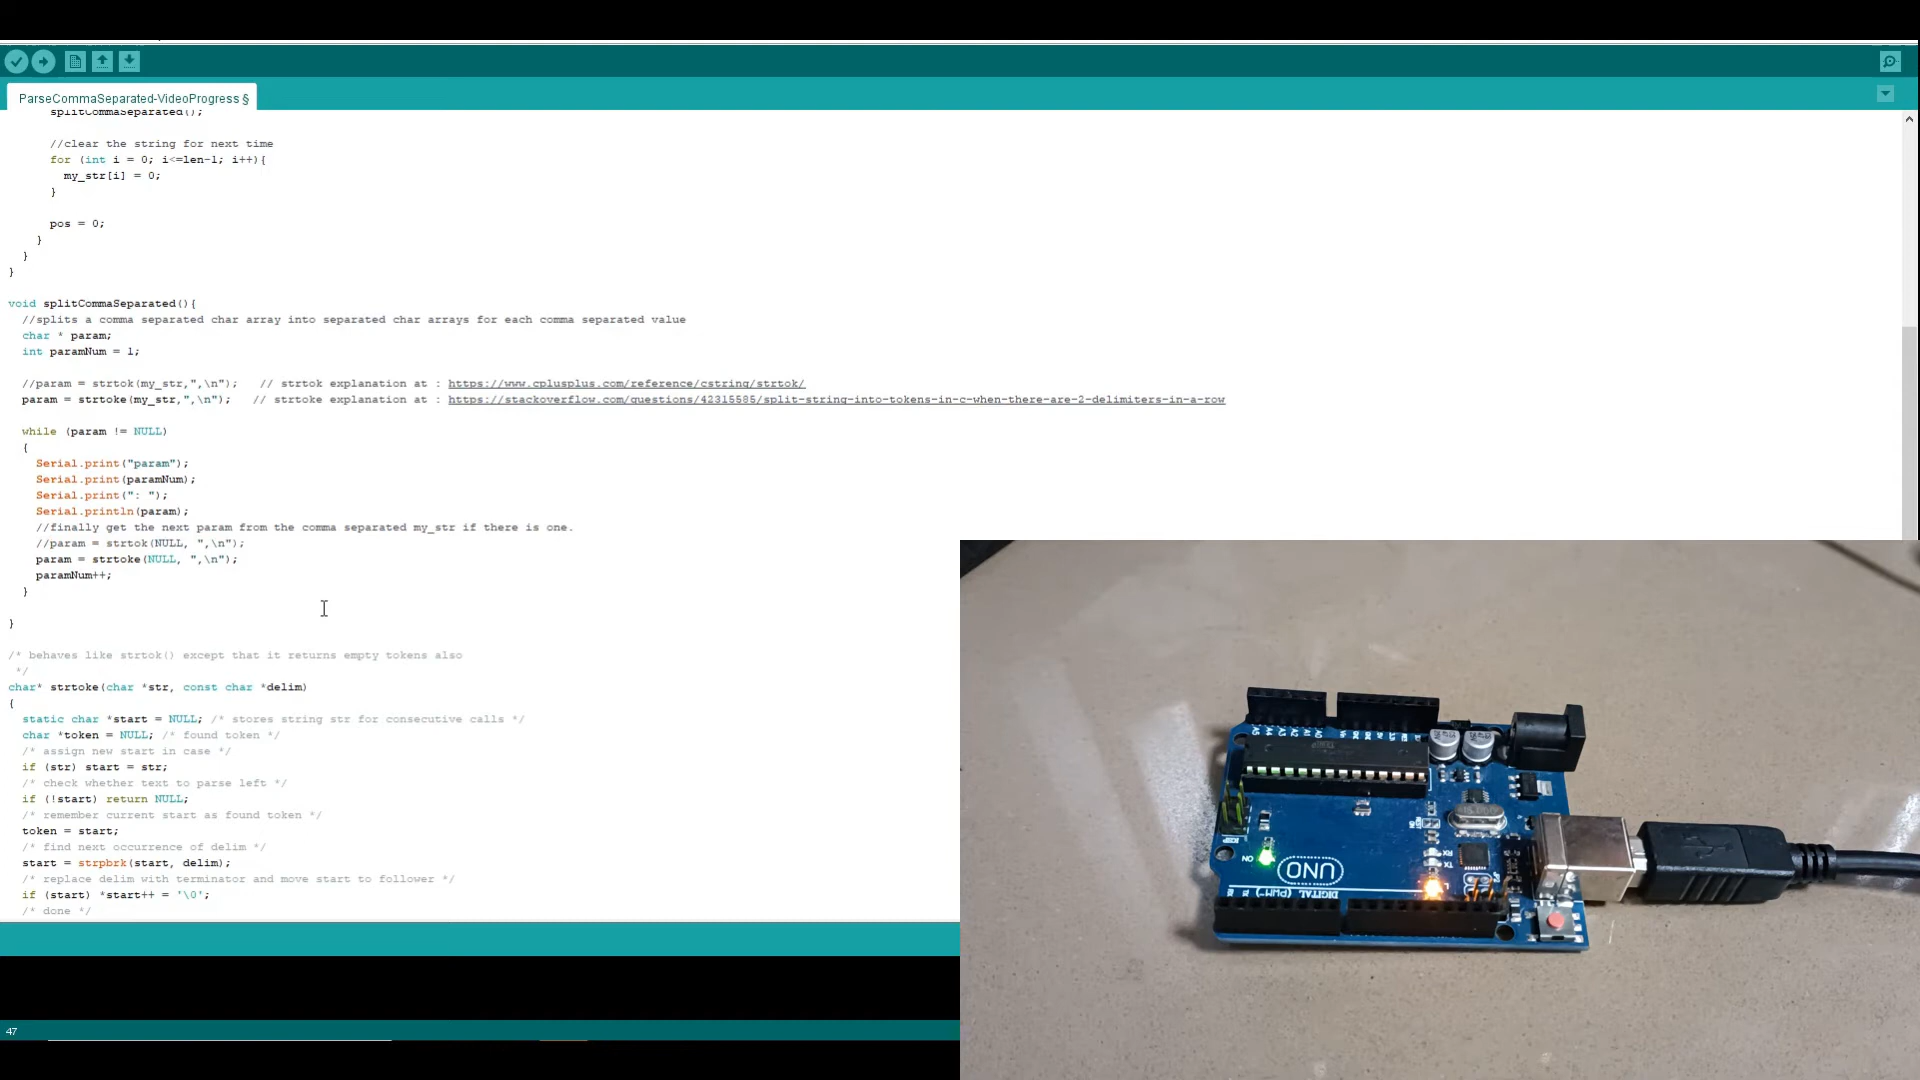 ParseCommaSeparated-VideoProgress §
splitCommaSeparated();
//clear the string for next time
for (int i = 0; i<=len-1; i++){
my_str[i] = 0;
}
pos = 0;
}
}
}
void splitCommaSeparated(){
//splits a comma separated char array into separated char arrays for each comma separated value
char * param;
int paramNum = 1;
//param = strtok(my_str,",\n"); // strtok explanation at : https://www.cplusplus.com/reference/cstring/strtok/
param = strtoke(my_str,",\n"); // strtoke explanation at : https://stackoverflow.com/questions/42315585/split-string-into-tokens-in-c-when-there-are-2-delimiters-in-a-row
while (param != NULL)
{
Serial.print("param");
Serial.print(paramNum);
Serial.print(": ");
Serial.println(param);
//finally get the next param from the comma separated my_str if there is one.
//param = strtok(NULL, ",\n");
param = strtoke(NULL, ",\n");
paramNum++;
}
}
/* behaves like strtok() except that it returns empty tokens also
*/
char* strtoke(char *str, const char *delim)
{
static char *start = NULL; /* stores string str for consecutive calls */
char *token = NULL; /* found token */
/* assign new start in case */
if (str) start = str;
/* check whether text to parse left */
if (!start) return NULL;
/* remember current start as found token */
token = start;
/* find next occurrence of delim */
start = strpbrk(start, delim);
/* replace delim with terminator and move start to follower */
if (start) *start++ = '\0';
/* done */
47
A5 A4 A3 A2 A1 A0
ON
UNO
RX
TX
L
DIGITAL (PWM~)